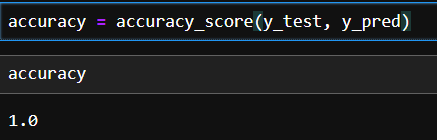 accuracy = accuracy_score(y_test, y_pred)
accuracy
1.0